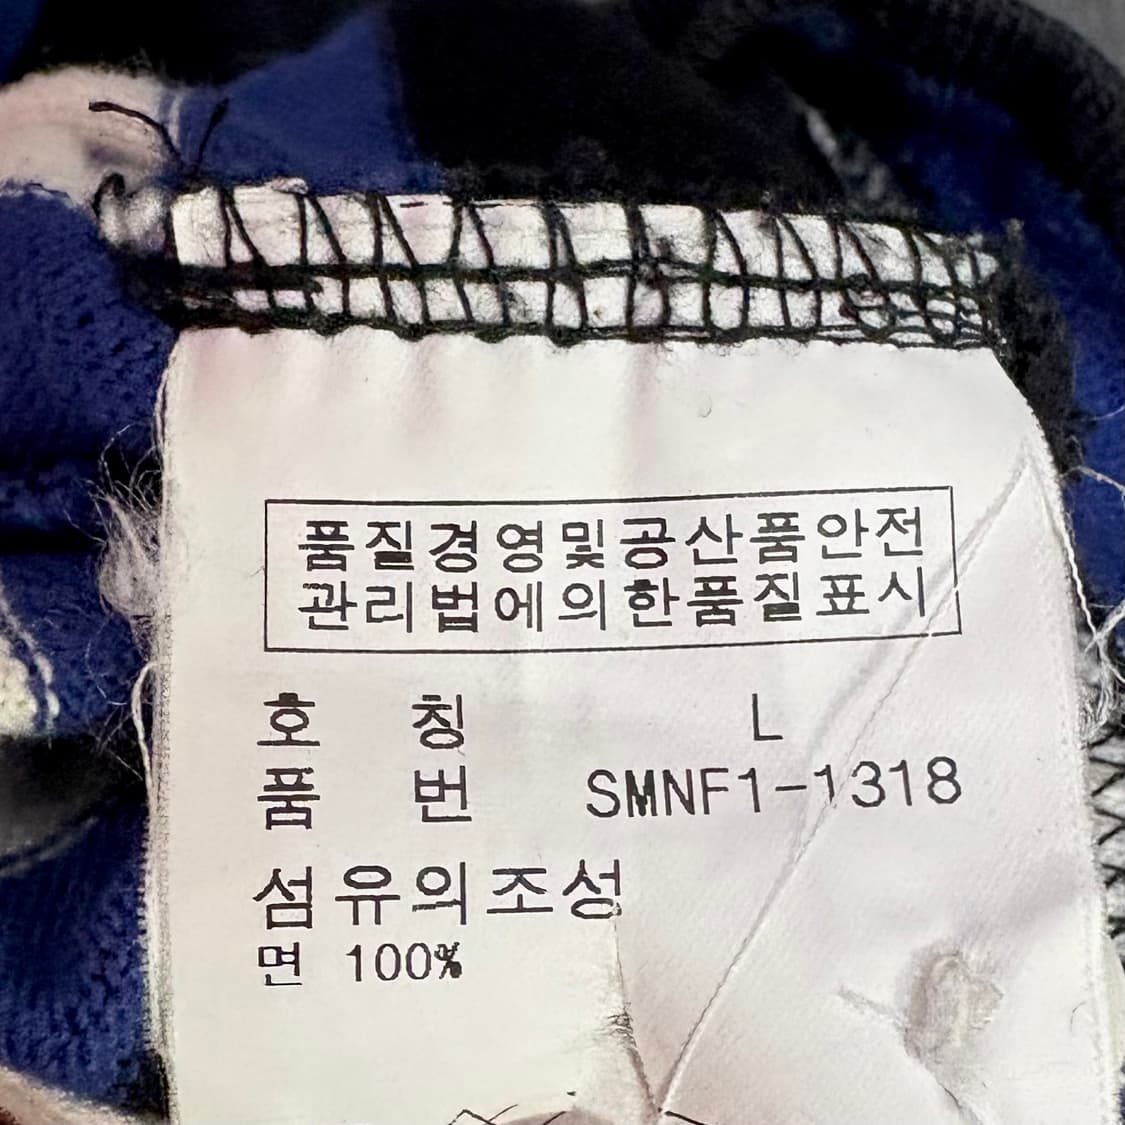 품질경영및공산품안전
관리법에의한품질표시
호 칭 L
품 번 SMNF1-1318
섬유의조성
면 100%